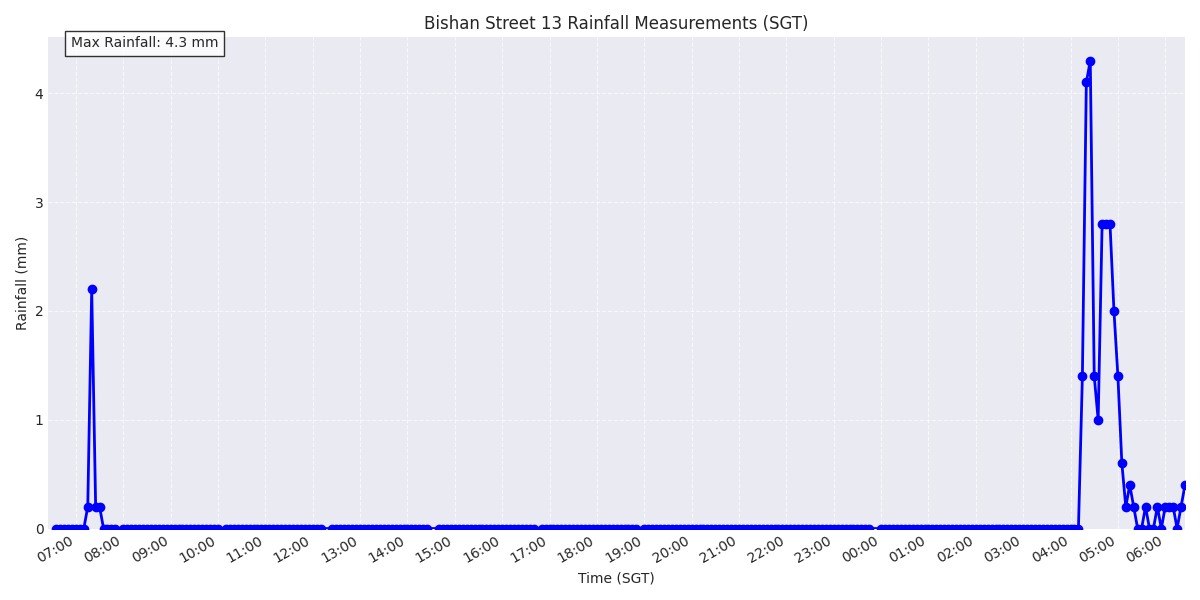 Bishan Street 13 Rainfall Measurements (SGT)
Max Rainfall: 4.3 mm
Rainfall (mm)
4
3
2
1
0
07:00 08:00 09:00 10:00 11:00 12:00 13:00 14:00 15:00 16:00 17:00 18:00 19:00 20:00 21:00 22:00 23:00 00:00 01:00 02:00 03:00 04:00 05:00 06:00
Time (SGT)